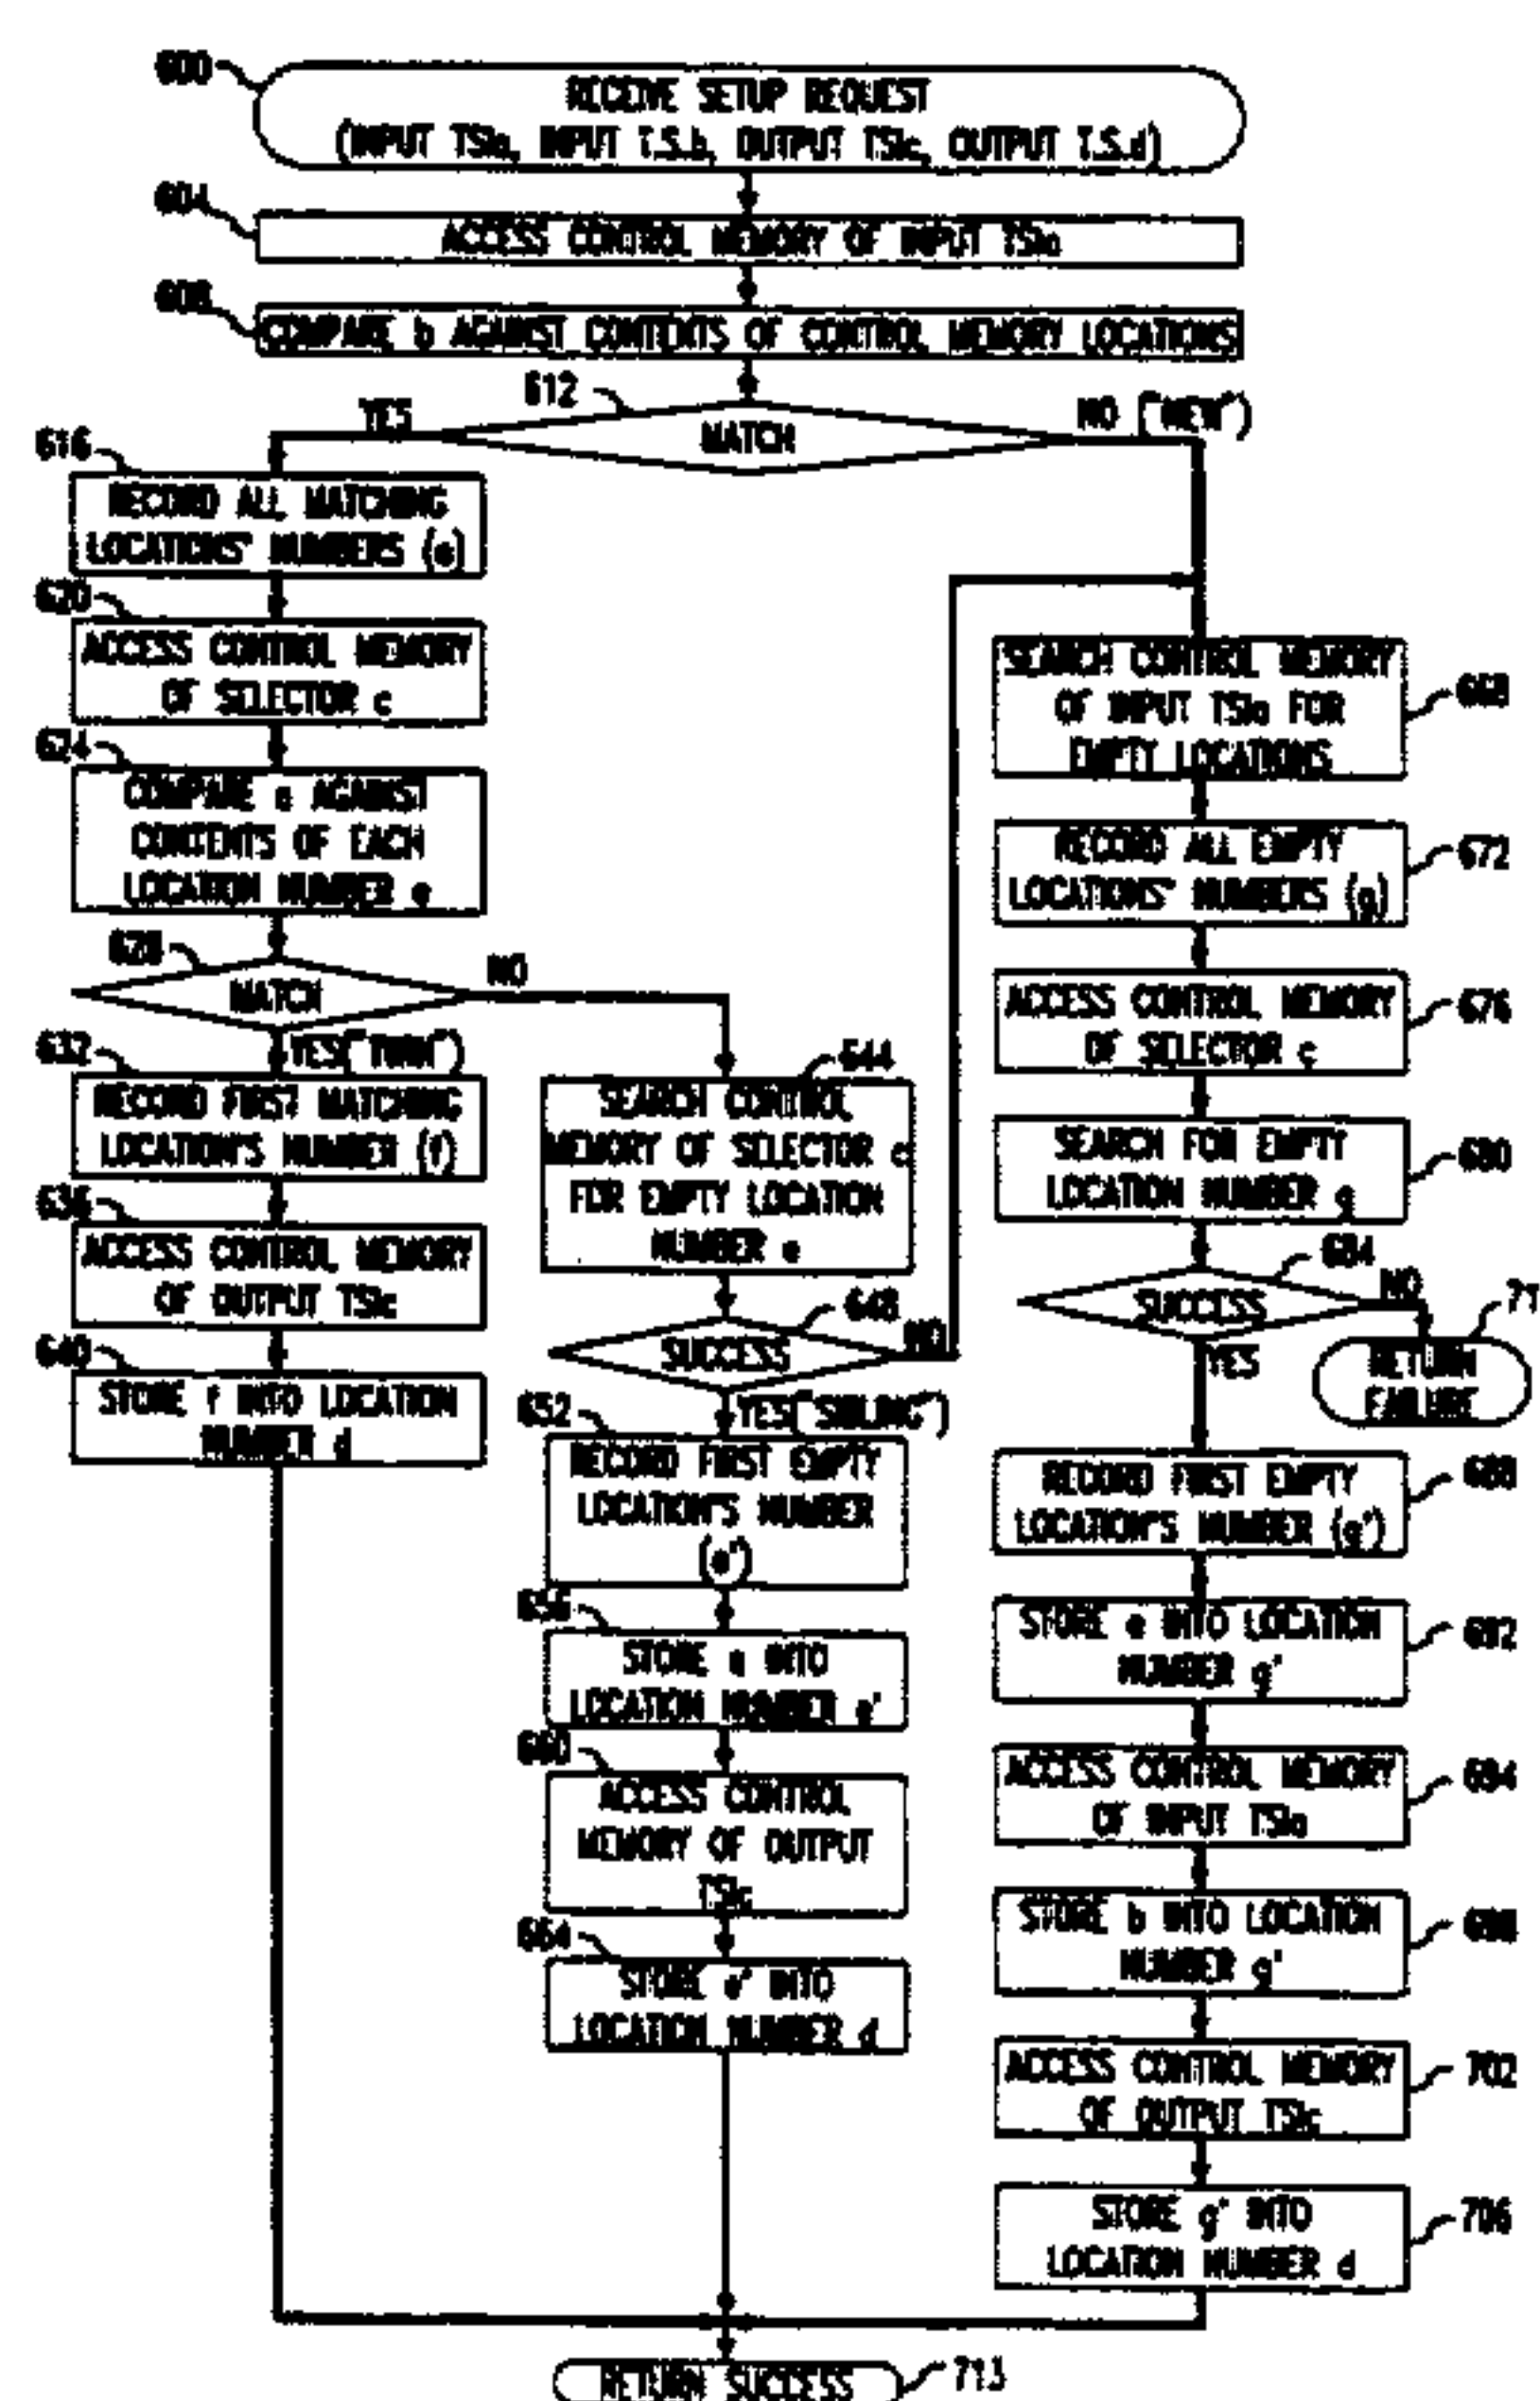 600
RECEIVE SETUP REQUEST
(INPUT TSIa, INPUT T.S.b, OUTPUT TSIc, OUTPUT T.S.d)
604
ACCESS CONTROL MEMORY OF INPUT TSIa
608
COMPARE b AGAINST CONTENTS OF CONTROL MEMORY LOCATIONS
612
MATCH
YES
NO ("NEW")
616
RECORD ALL MATCHING
LOCATIONS' NUMBERS (e)
620
ACCESS CONTROL MEMORY
OF SELECTOR c
624
COMPARE a AGAINST
CONTENTS OF EACH
LOCATION NUMBER e
628
MATCH
NO
YES("TWIN")
632
RECORD FIRST MATCHING
LOCATION'S NUMBER (f)
636
ACCESS CONTROL MEMORY
OF OUTPUT TSIc
640
STORE f INTO LOCATION
NUMBER d
644
SEARCH CONTROL
MEMORY OF SELECTOR c
FOR EMPTY LOCATION
NUMBER e
648
SUCCESS
NO
YES("SIBLING")
652
RECORD FIRST EMPTY
LOCATION'S NUMBER
(e')
656
STORE a INTO
LOCATION NUMBER e'
660
ACCESS CONTROL
MEMORY OF OUTPUT
TSIc
664
STORE e' INTO
LOCATION NUMBER d
SEARCH CONTROL MEMORY
OF INPUT TSIa FOR
EMPTY LOCATIONS
668
RECORD ALL EMPTY
LOCATIONS' NUMBERS (g)
672
ACCESS CONTROL MEMORY
OF SELECTOR c
676
SEARCH FOR EMPTY
LOCATION NUMBER g
680
684
SUCCESS
NO
YES
71
RETURN
FAILURE
RECORD FIRST EMPTY
LOCATION'S NUMBER (g')
688
STORE a INTO LOCATION
NUMBER g'
692
ACCESS CONTROL MEMORY
OF INPUT TSIa
694
STORE b INTO LOCATION
NUMBER g'
698
ACCESS CONTROL MEMORY
OF OUTPUT TSIc
702
STORE g' INTO
LOCATION NUMBER d
706
RETURN SUCCESS
713